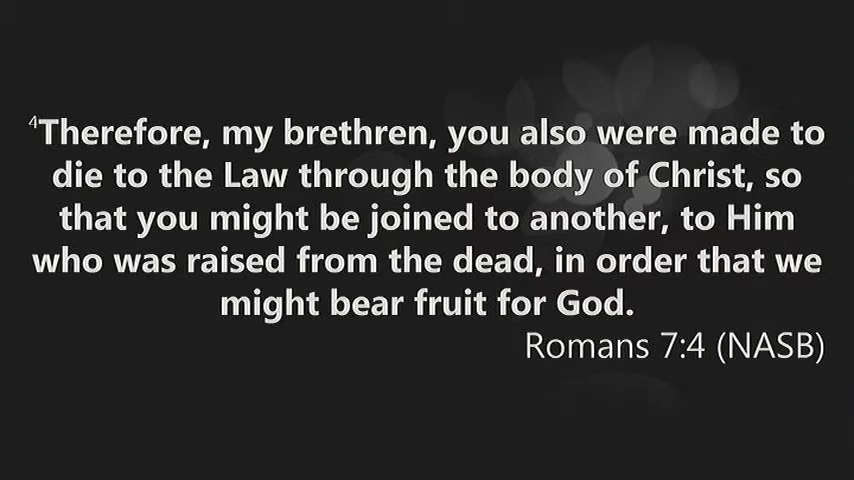 4Therefore, my brethren, you also were made to
die to the Law through the body of Christ, so
that you might be joined to another, to Him
who was raised from the dead, in order that we
might bear fruit for God.
Romans 7:4 (NASB)